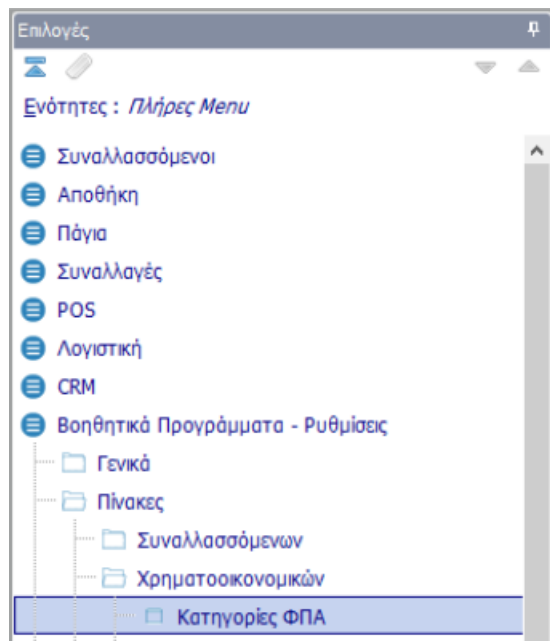 Επιλογές
Ενότητες : Πλήρες Menu
Συναλλασσόμενοι
Αποθήκη
Πάγια
Συναλλαγές
POS
Λογιστική
CRM
Βοηθητικά Προγράμματα - Ρυθμίσεις
Γενικά
Πίνακες
Συναλλασσόμενων
Χρηματοοικονομικών
Κατηγορίες ΦΠΑ